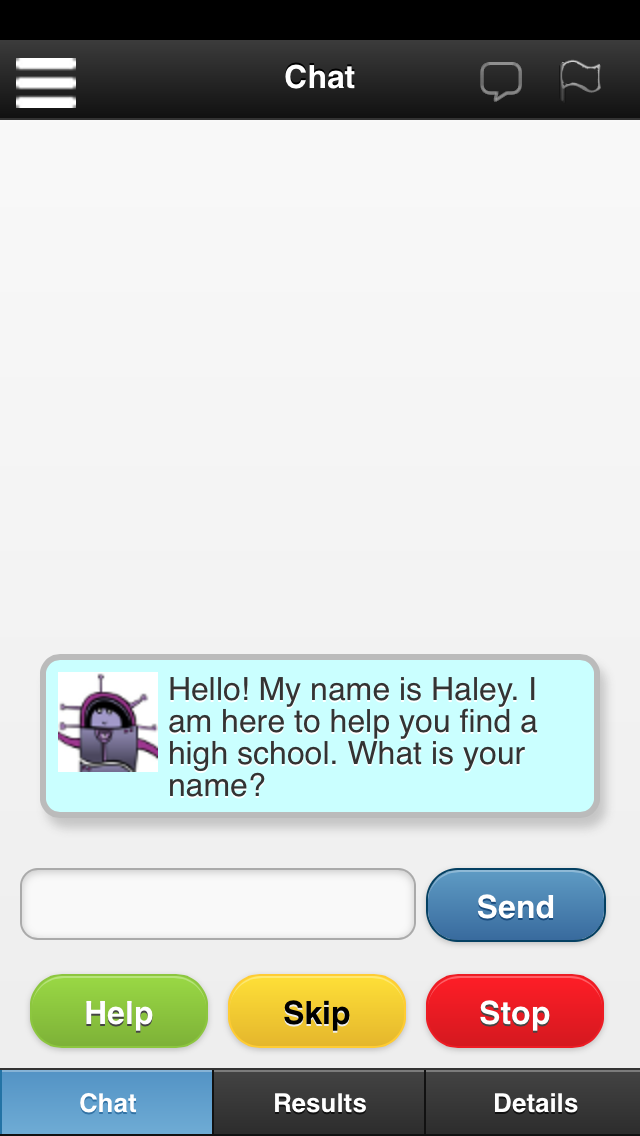 Chat
Hello! My name is Haley. I
am here to help you find a
high school. What is your
name?
Send
Help Skip Stop
Chat Results Details